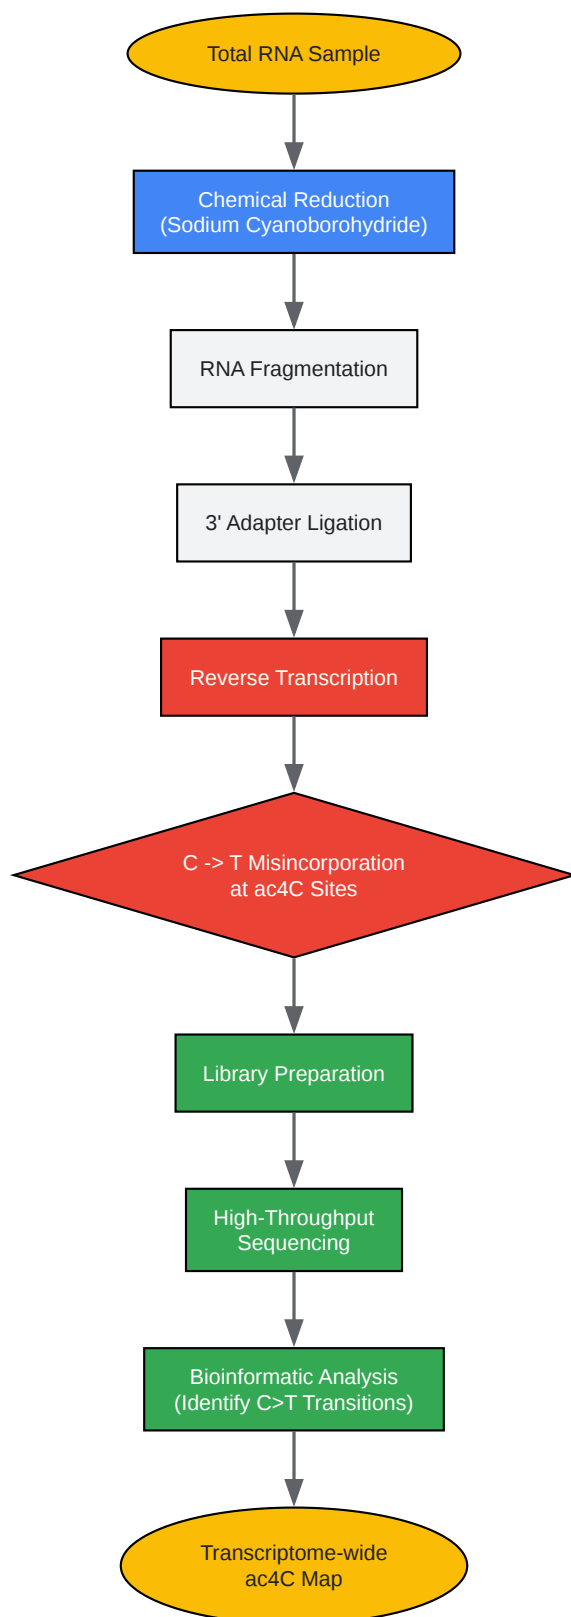 Total RNA Sample
Chemical Reduction
(Sodium Cyanoborohydride)
RNA Fragmentation
3' Adapter Ligation
Reverse Transcription
C -> T Misincorporation
at ac4C Sites
Library Preparation
High-Throughput
Sequencing
Bioinformatic Analysis
(Identify C>T Transitions)
Transcriptome-wide
ac4C Map